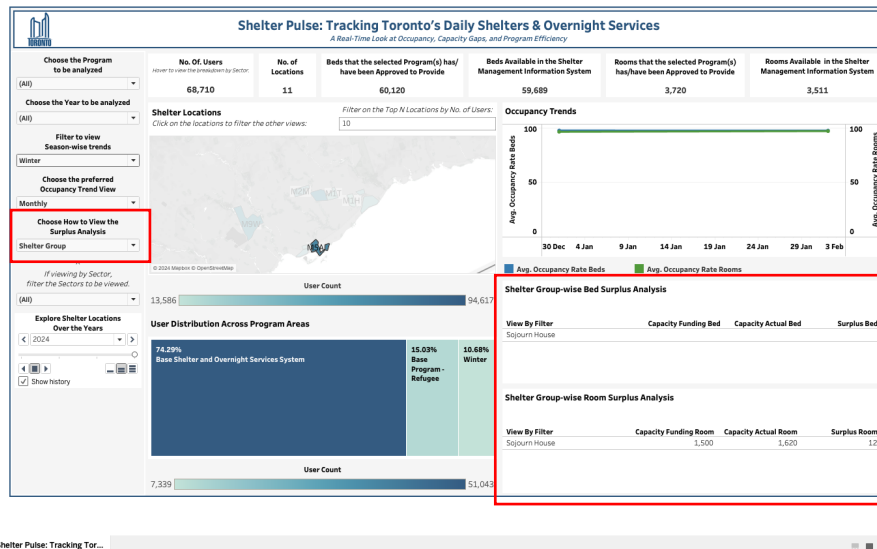 Shelter Pulse: Tracking Toronto's Daily Shelters & Overnight Services
A Real-Time Look at Occupancy, Capacity Gaps, and Program Efficiency
TORONTO
Choose the Program
to be analyzed
(All)
Choose the Year to be analyzed
(All)
Filter to view
Season-wise trends
Winter
Choose the preferred
Occupancy Trend View
Monthly
Choose How to View the
Surplus Analysis
Shelter Group
If viewing by Sector,
filter the Sectors to be viewed.
(All)
Explore Shelter Locations
Over the Years
2024
Show history
No. Of. Users
Hover to view the breakdown by Sector.
68,710
No. of
Locations
11
Beds that the selected Program(s) has/
have been Approved to Provide
60,120
Beds Available in the Shelter
Management Information System
59,689
Rooms that the selected Program(s)
has/have been Approved to Provide
3,720
Rooms Available in the Shelter
Management Information System
3,511
Shelter Locations
Click on the locations to filter the other views:
Filter on the Top N Locations by No. of Users:
10
© 2024 Mapbox © OpenStreetMap
User Count
13,586
94,617
User Distribution Across Program Areas
74.29%
Base Shelter and Overnight Services System
15.03%
Base
Program -
Refugee
10.68%
Winter
User Count
7,339
51,043
Occupancy Trends
Avg. Occupancy Rate Beds
100
50
0
100
50
0
30 Dec 4 Jan 9 Jan 14 Jan 19 Jan 24 Jan 29 Jan 3 Feb
Avg. Occupancy Rate Beds Avg. Occupancy Rate Rooms
Shelter Group-wise Bed Surplus Analysis
View By Filter Capacity Funding Bed Capacity Actual Bed Surplus Bed
Sojourn House
Shelter Group-wise Room Surplus Analysis
View By Filter Capacity Funding Room Capacity Actual Room Surplus Room
Sojourn House 1,500 1,620 12
Shelter Pulse: Tracking Tor...